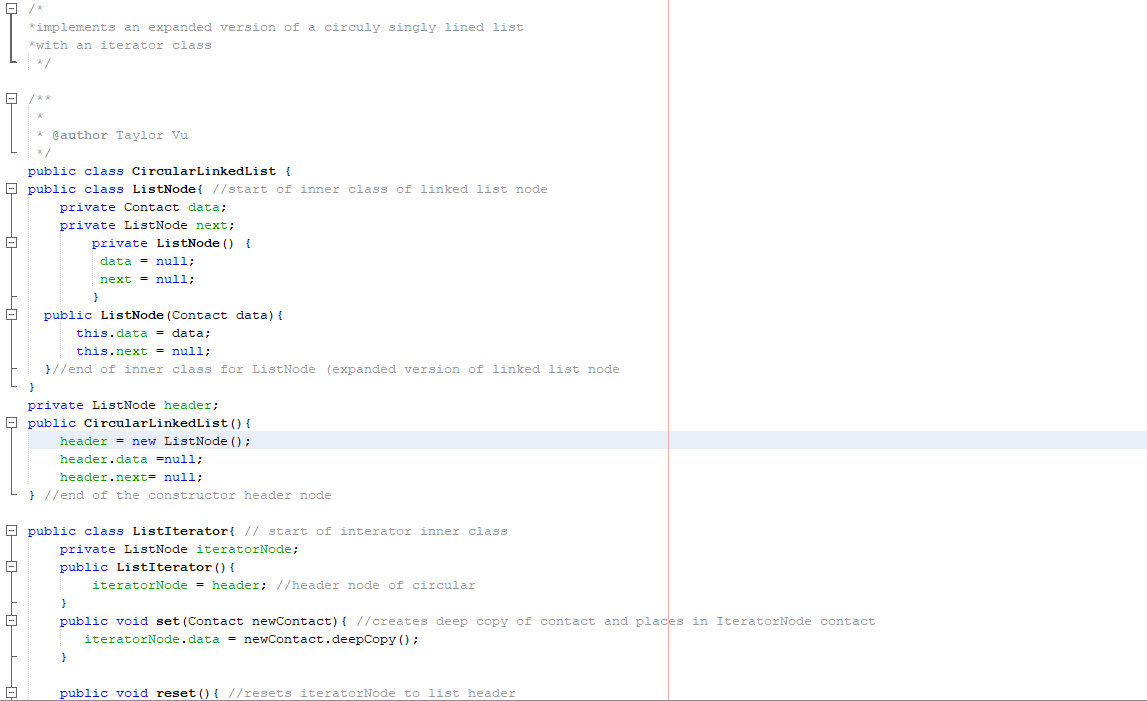 /*
*implements an expanded version of a circuly singly lined list
*with an iterator class
 */
/**
 *
 * @author Taylor Vu
 */
public class CircularLinkedList {
public class ListNode{ //start of inner class of linked list node
    private Contact data;
    private ListNode next;
        private ListNode() {
         data = null;
         next = null;
        }
  public ListNode(Contact data){
      this.data = data;
      this.next = null;
  }//end of inner class for ListNode (expanded version of linked list node
}
private ListNode header;
public CircularLinkedList(){
    header = new ListNode();
    header.data =null;
    header.next= null;
} //end of the constructor header node
public class ListIterator{ // start of interator inner class
    private ListNode iteratorNode;
    public ListIterator(){
        iteratorNode = header; //header node of circular
    }
    public void set(Contact newContact){ //creates deep copy of contact and places in IteratorNode contact
       iteratorNode.data = newContact.deepCopy();
    }
    public void reset(){ //resets iteratorNode to list header